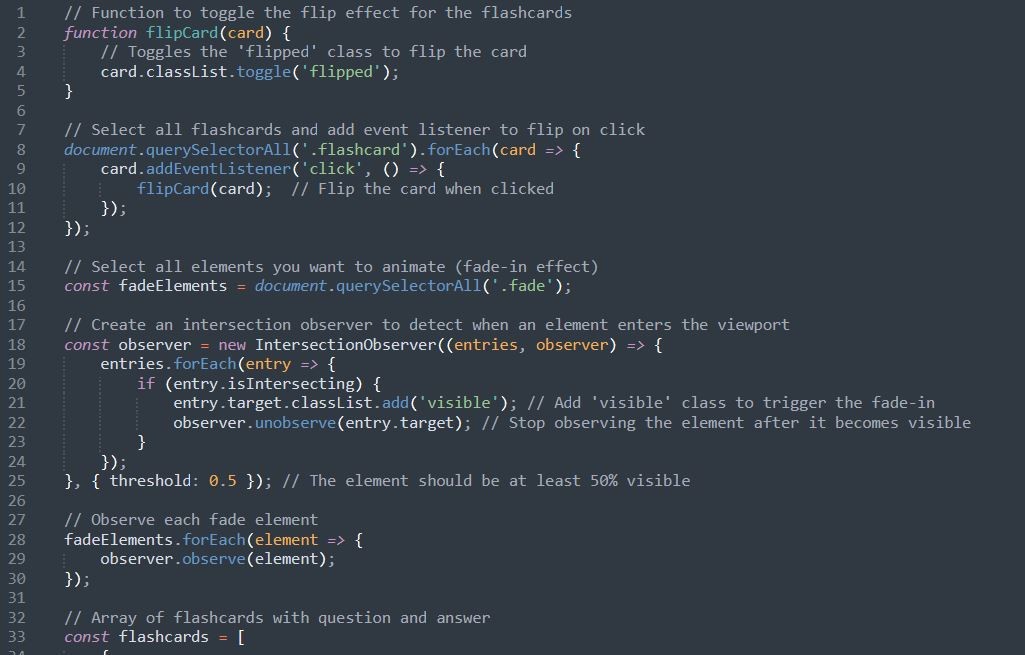 1 // Function to toggle the flip effect for the flashcards
2 function flipCard(card) {
3 // Toggles the 'flipped' class to flip the card
4 card.classList.toggle('flipped');
5 }
6
7 // Select all flashcards and add event listener to flip on click
8 document.querySelectorAll('.flashcard').forEach(card => {
9 card.addEventListener('click', () => {
10 flipCard(card); // Flip the card when clicked
11 });
12 });
13
14 // Select all elements you want to animate (fade-in effect)
15 const fadeElements = document.querySelectorAll('.fade');
16
17 // Create an intersection observer to detect when an element enters the viewport
18 const observer = new IntersectionObserver((entries, observer) => {
19 entries.forEach(entry => {
20 if (entry.isIntersecting) {
21 entry.target.classList.add('visible'); // Add 'visible' class to trigger the fade-in
22 observer.unobserve(entry.target); // Stop observing the element after it becomes visible
23 }
24 });
25 }, { threshold: 0.5 }); // The element should be at least 50% visible
26
27 // Observe each fade element
28 fadeElements.forEach(element => {
29 observer.observe(element);
30 });
31
32 // Array of flashcards with question and answer
33 const flashcards = [